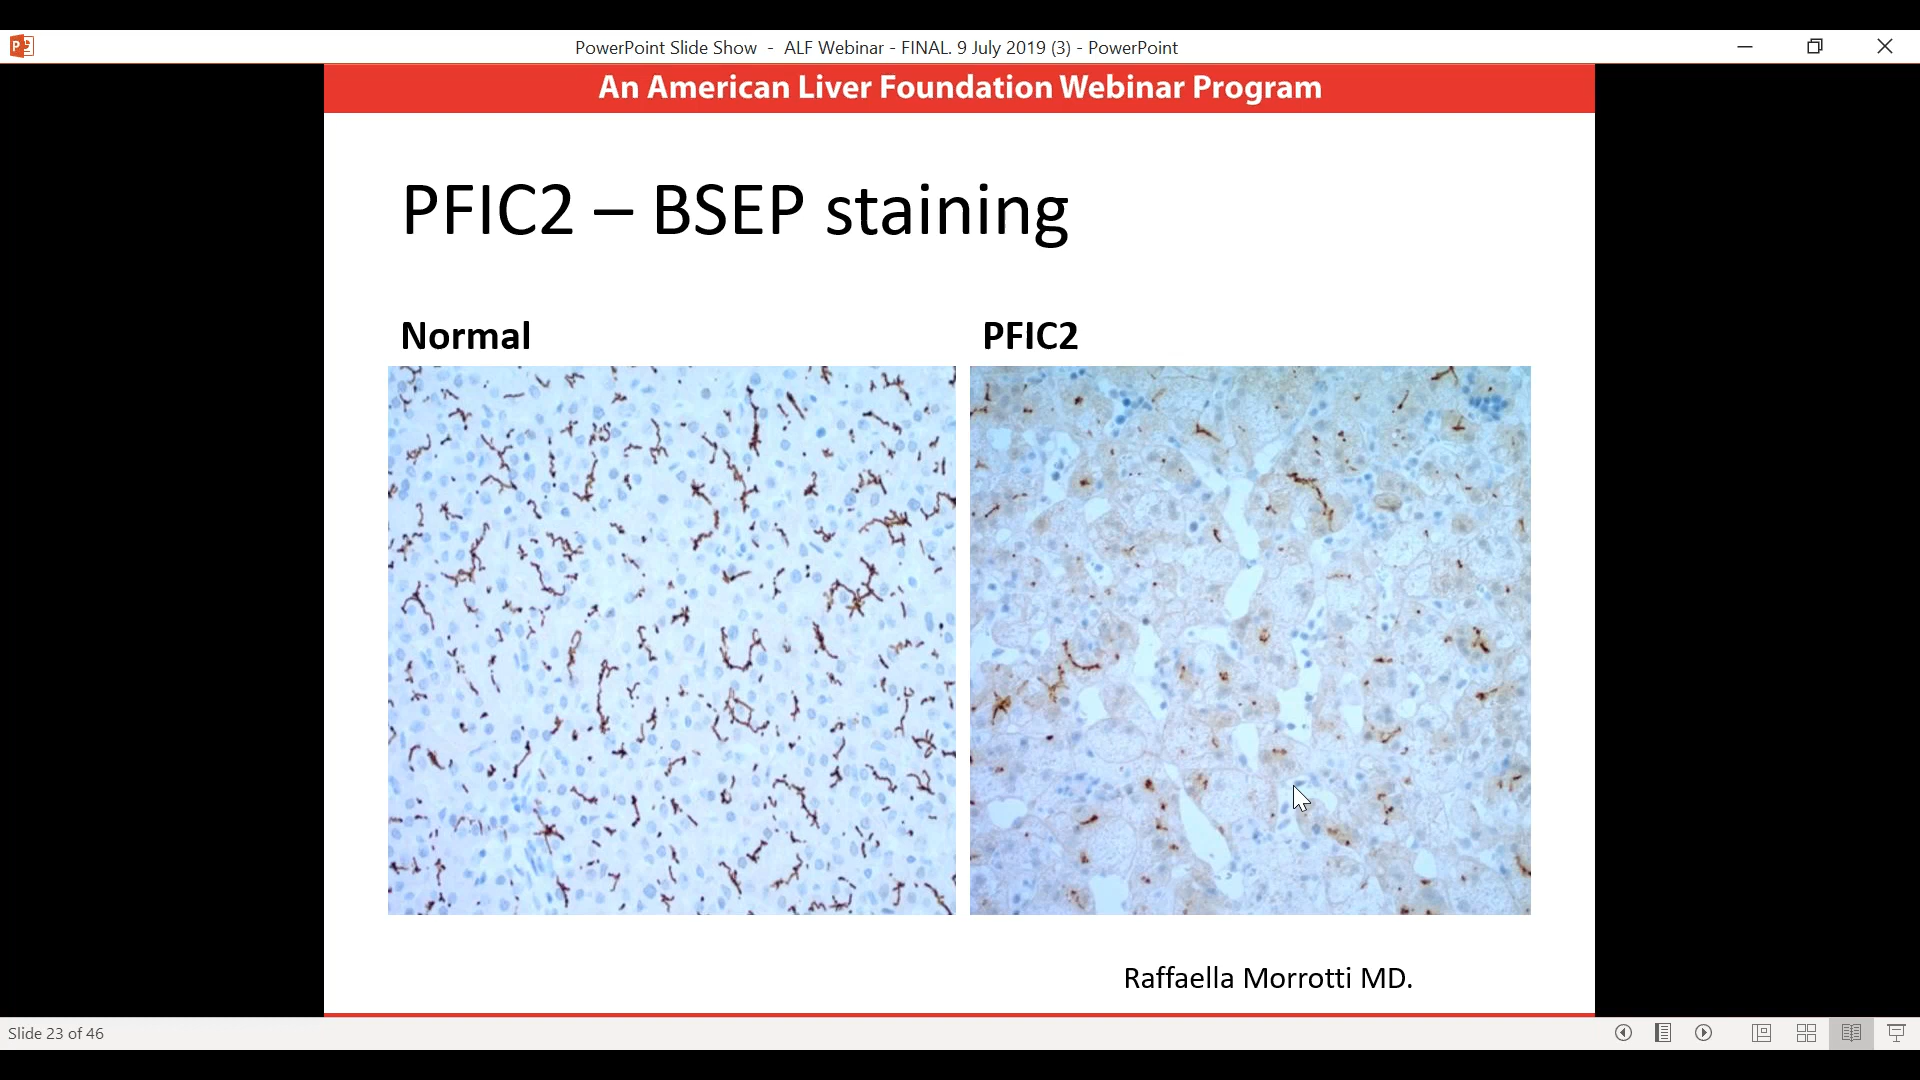 PowerPoint Slide Show - ALF Webinar - FINAL. 9 July 2019 (3) - PowerPoint
An American Liver Foundation Webinar Program
PFIC2 – BSEP staining
Normal
PFIC2
Raffaella Morrotti MD.
Slide 23 of 46